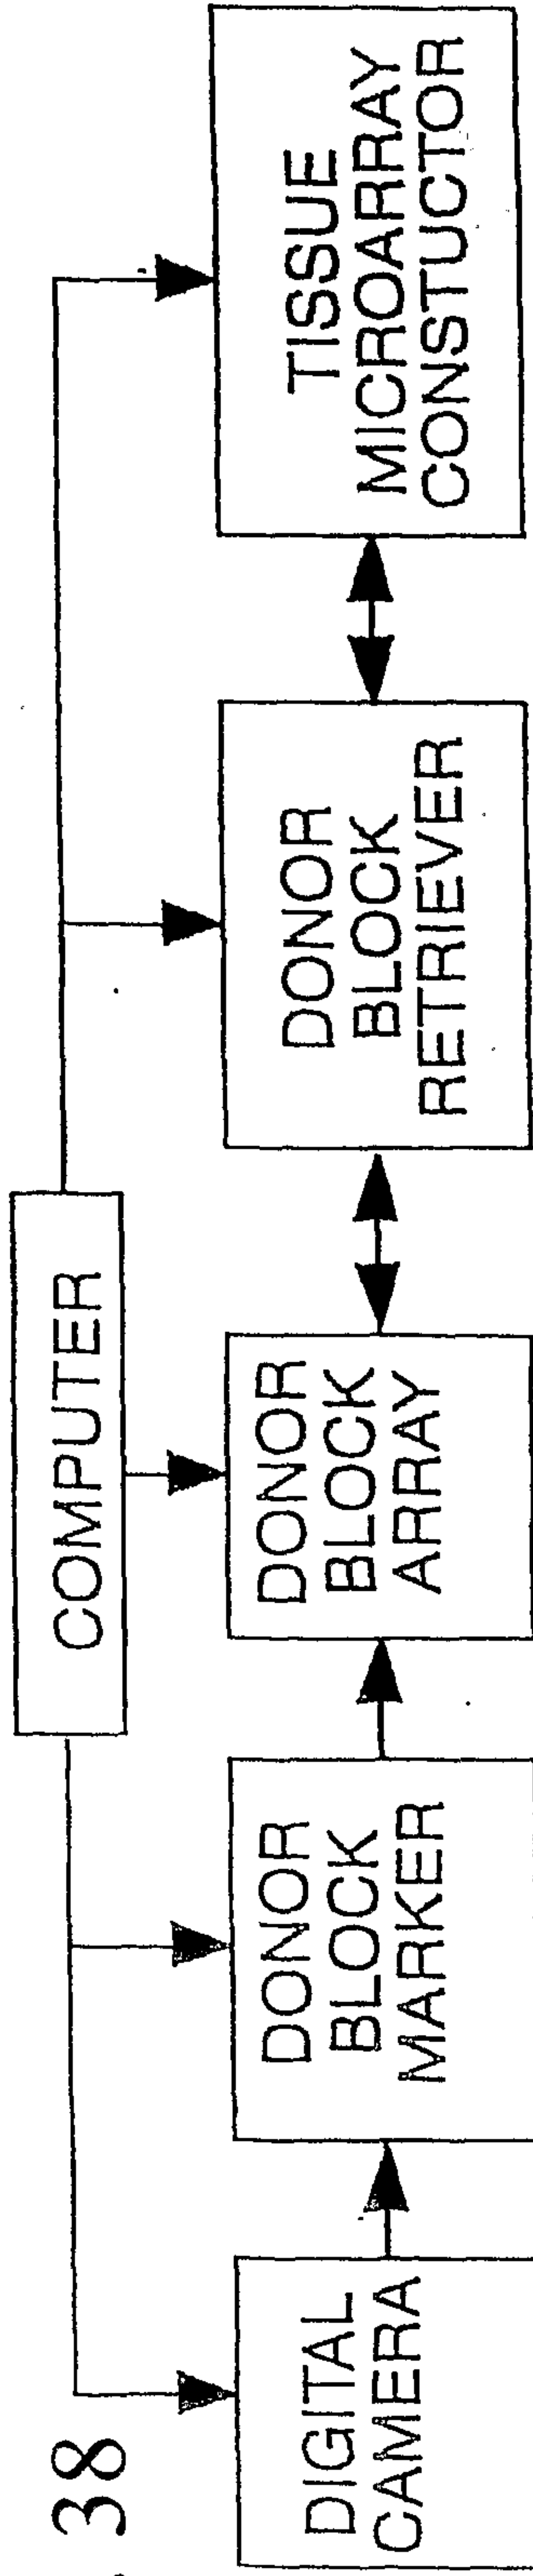 38
COMPUTER
DIGITAL
CAMERA
DONOR
BLOCK
MARKER
DONOR
BLOCK
ARRAY
DONOR
BLOCK
RETRIEVER
TISSUE
MICROARRAY
CONSTUCTOR